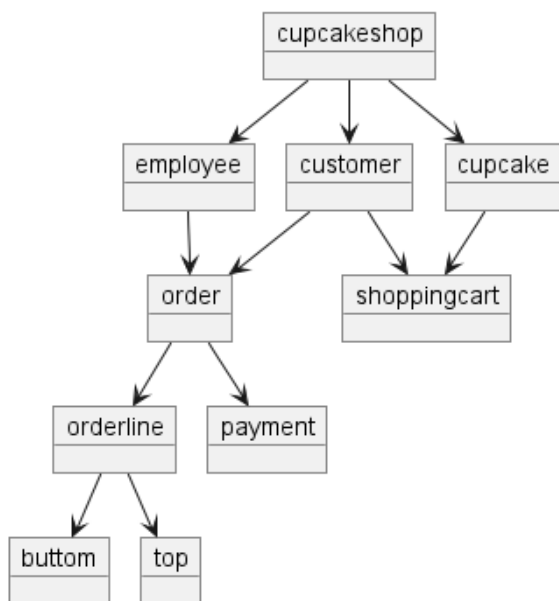 cupcakeshop
employee
customer
cupcake
order
shoppingcart
orderline
payment
buttom
top